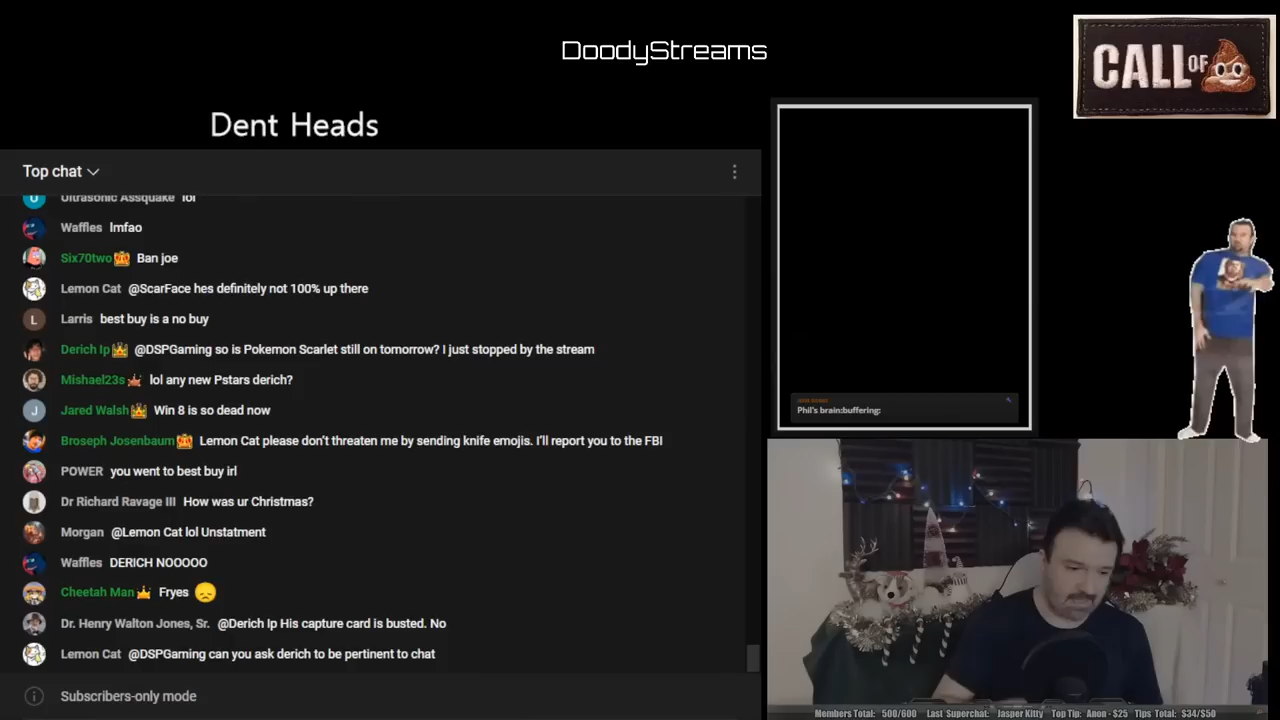 DoodyStreams
CALL OF
Dent Heads
Top chat
Ultrasonic Assquake lol
Waffles lmfao
Six70two Ban joe
Lemon Cat @ScarFace hes definitely not 100% up there
L Larris best buy is a no buy
Derich Ip @DSPGaming so is Pokemon Scarlet still on tomorrow? I just stopped by the stream
Mishael23s lol any new Pstars derich?
J Jared Walsh Win 8 is so dead now
Broseph Josenbaum Lemon Cat please don't threaten me by sending knife emojis. I'll report you to the FBI
POWER you went to best buy irl
Dr Richard Ravage III How was ur Christmas?
Morgan @Lemon Cat lol Unstatment
Waffles DERICH NOOOOO
Cheetah Man Fryes
Dr. Henry Walton Jones, Sr. @Derich Ip His capture card is busted. No
Lemon Cat @DSPGaming can you ask derich to be pertinent to chat
Subscribers-only mode
Phil's brain:buffering:
Members Total: 500/600 Last Superchat: Jasper Kitty Top Tip: Anon - $25 Tips Total: $34/$50